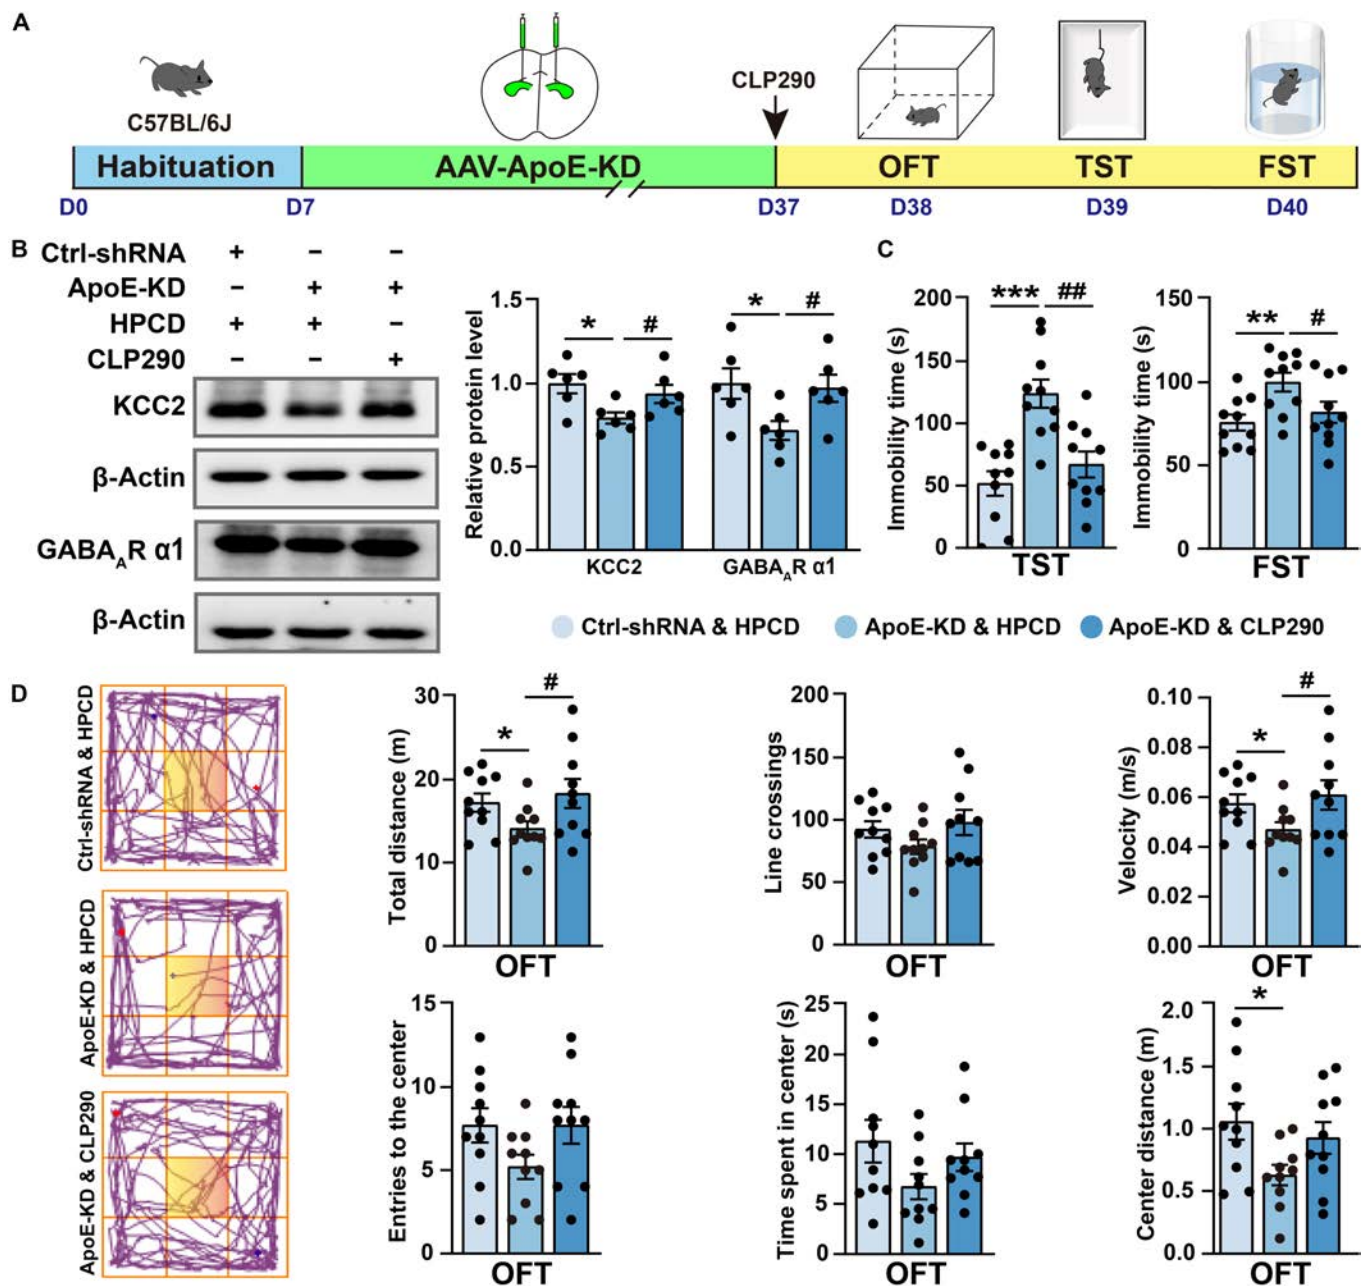 A
C57BL/6J
CLP290
Habituation
AAV-ApoE-KD
OFT
TST
FST
D0
D7
D37
D38
D39
D40
B
Ctrl-shRNA + − −
ApoE-KD − + +
HPCD + + −
CLP290 − − +
KCC2
β-Actin
GABAAR α1
β-Actin
Relative protein level
1.5
1.0
0.5
0.0
* #
* #
KCC2
GABAAR α1
C
Immobility time (s)
200
150
100
50
0
*** ##
TST
Immobility time (s)
150
100
50
0
** #
FST
Ctrl-shRNA & HPCD
ApoE-KD & HPCD
ApoE-KD & CLP290
D
Ctrl-shRNA & HPCD
ApoE-KD & HPCD
ApoE-KD & CLP290
Total distance (m)
30
20
10
0
* #
OFT
Line crossings
200
150
100
50
0
OFT
Velocity (m/s)
0.10
0.08
0.06
0.04
0.02
0.00
* #
OFT
Entries to the center
15
10
5
0
OFT
Time spent in center (s)
25
20
15
10
5
0
OFT
Center distance (m)
2.0
1.5
1.0
0.5
0.0
*
OFT